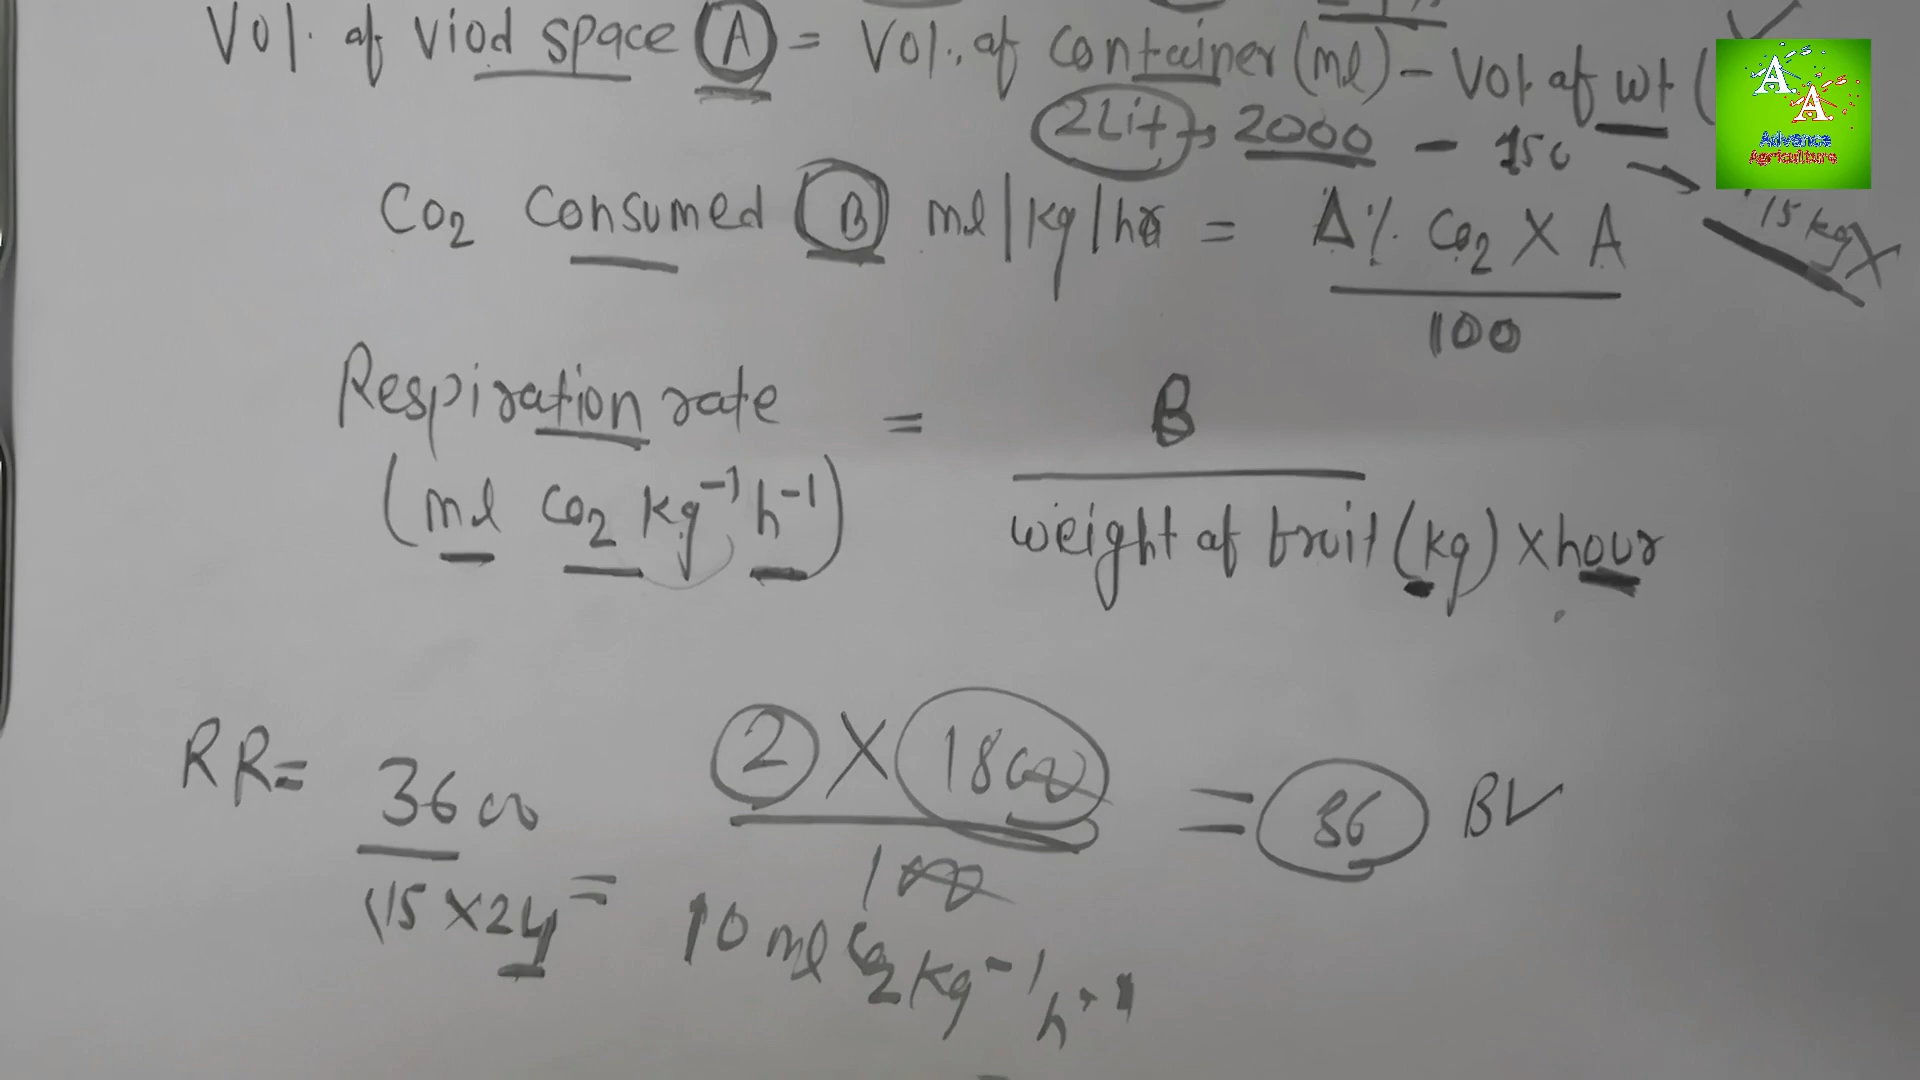 Vol. of Viod space (A) = Vol. of container (ml) - Vol. of wt (
2Lit → 2000 - 150
.15 kg X
CO2 consumed (B) ml/kg/hr = Δ% CO2 X A
100
Respiration rate = B
(ml CO2 kg-1 h-1)
weight of fruit (kg) x hour
RR = 3600
.15 X 24 =
2 X 1800 = 36 B✓
100
10 ml CO2 kg-1 h-1
A A
Advance
Agriculture